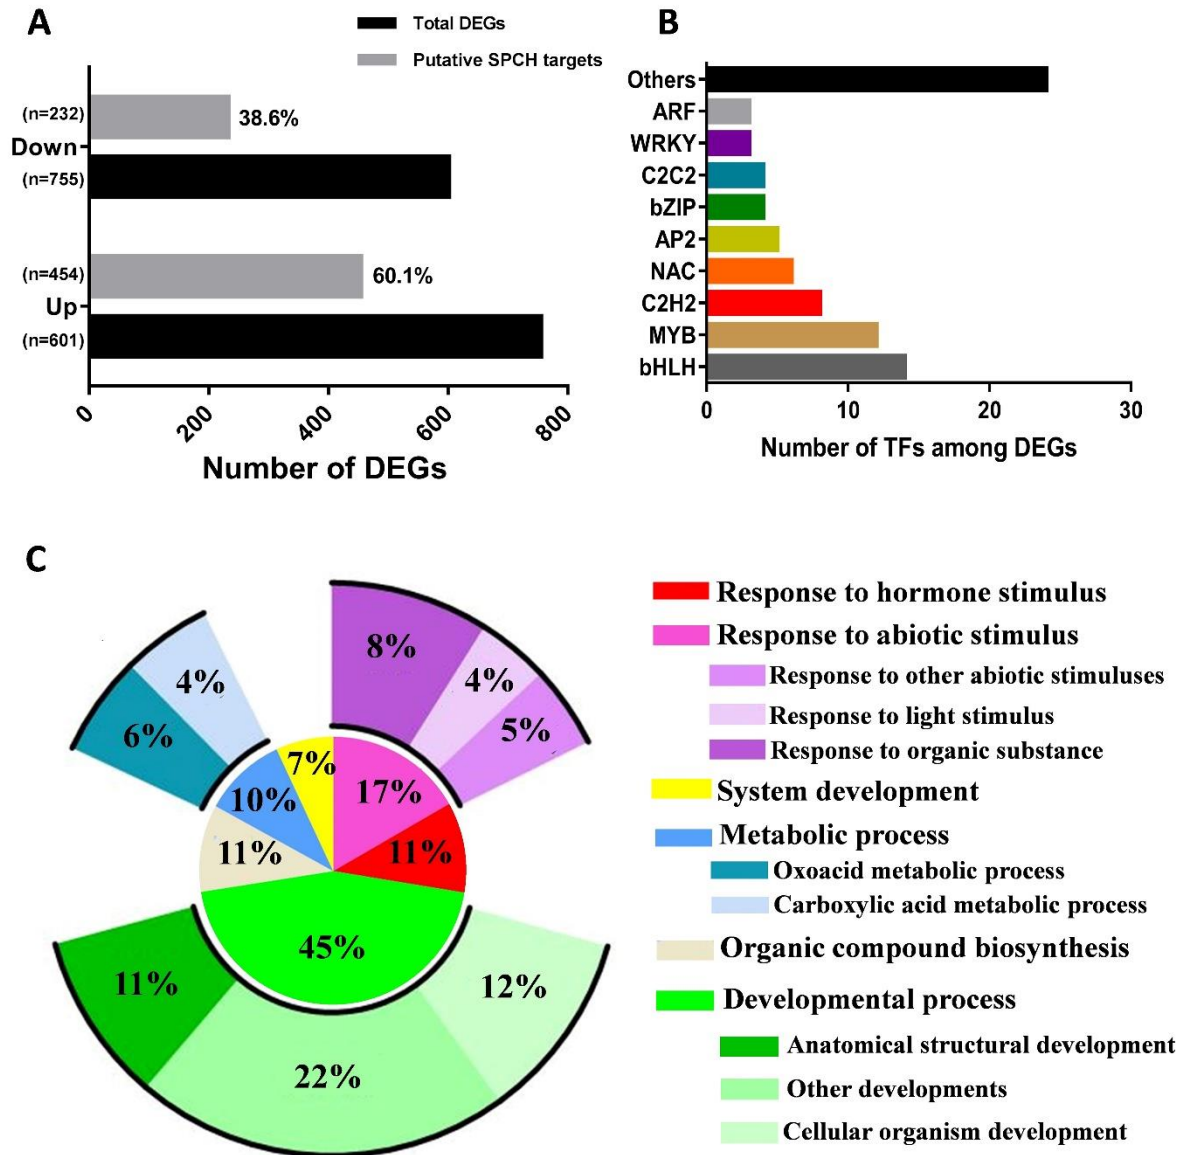 A
Total DEGs
Putative SPCH targets
(n=232)
38.6%
Down
(n=755)
(n=454)
60.1%
Up
(n=601)
0
200
400
600
800
Number of DEGs
B
Others
ARF
WRKY
C2C2
bZIP
AP2
NAC
C2H2
MYB
bHLH
0
10
20
30
Number of TFs among DEGs
C
8%
4%
5%
4%
6%
7%
17%
10%
11%
11%
45%
11%
12%
22%
Response to hormone stimulus
Response to abiotic stimulus
Response to other abiotic stimuluses
Response to light stimulus
Response to organic substance
System development
Metabolic process
Oxoacid metabolic process
Carboxylic acid metabolic process
Organic compound biosynthesis
Developmental process
Anatomical structural development
Other developments
Cellular organism development